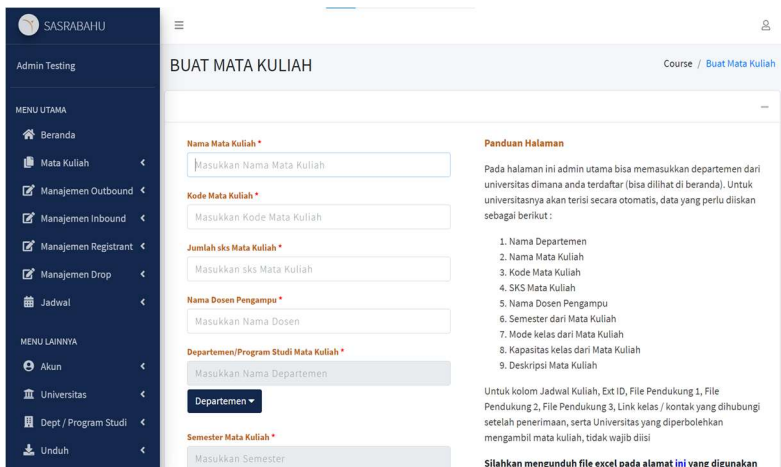 SASRABAHU
Admin Testing
MENU UTAMA
Beranda
Mata Kuliah
Manajemen Outbound
Manajemen Inbound
Manajemen Registrant
Manajemen Drop
Jadwal
MENU LAINNYA
Akun
Universitas
Dept / Program Studi
Unduh
BUAT MATA KULIAH
Course / Buat Mata Kuliah
Nama Mata Kuliah *
Masukkan Nama Mata Kuliah
Kode Mata Kuliah *
Masukkan Kode Mata Kuliah
Jumlah sks Mata Kuliah *
Masukkan sks Mata Kuliah
Nama Dosen Pengampu *
Masukkan Nama Dosen
Departemen/Program Studi Mata Kuliah *
Masukkan Nama Departemen
Departemen
Semester Mata Kuliah *
Masukkan Semester
Panduan Halaman
Pada halaman ini admin utama bisa memasukkan departemen dari
universitas dimana anda terdaftar (bisa dilihat di beranda). Untuk
universitasnya akan terisi secara otomatis, data yang perlu diiskan
sebagai berikut :
1. Nama Departemen
2. Nama Mata Kuliah
3. Kode Mata Kuliah
4. SKS Mata Kuliah
5. Nama Dosen Pengampu
6. Semester dari Mata Kuliah
7. Mode kelas dari Mata Kuliah
8. Kapasitas kelas dari Mata Kuliah
9. Deskripsi Mata Kuliah
Untuk kolom Jadwal Kuliah, Ext ID, File Pendukung 1, File
Pendukung 2, File Pendukung 3, Link kelas / kontak yang dihubungi
setelah penerimaan, serta Universitas yang diperbolehkan
mengambil mata kuliah, tidak wajib diisi
Silahkan mengunduh file excel pada alamat ini yang digunakan